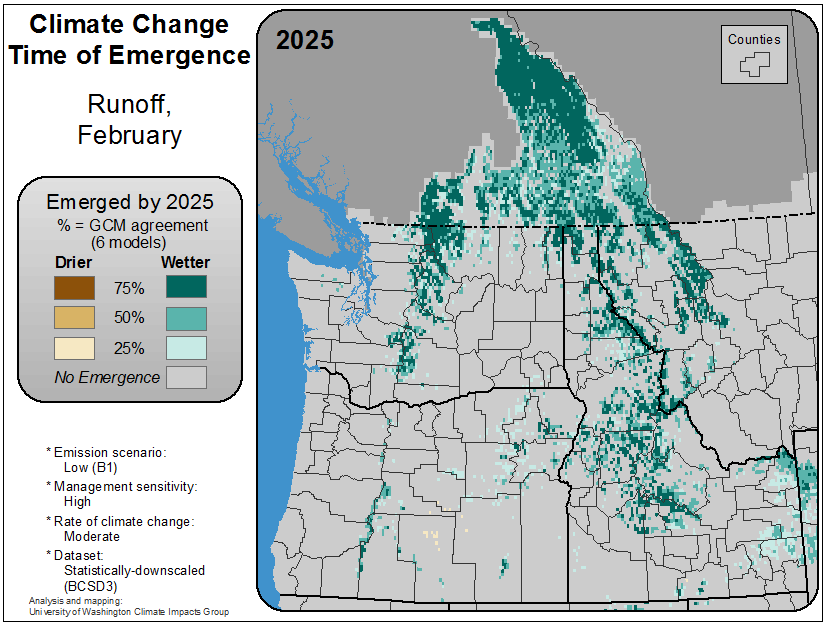 Climate Change
Time of Emergence
Runoff,
February
Emerged by 2025
% = GCM agreement
(6 models)
Drier Wetter
75%
50%
25%
No Emergence
* Emission scenario:
Low (B1)
* Management sensitivity:
High
* Rate of climate change:
Moderate
* Dataset:
Statistically-downscaled
(BCSD3)
Analysis and mapping:
University of Washington Climate Impacts Group
2025
Counties